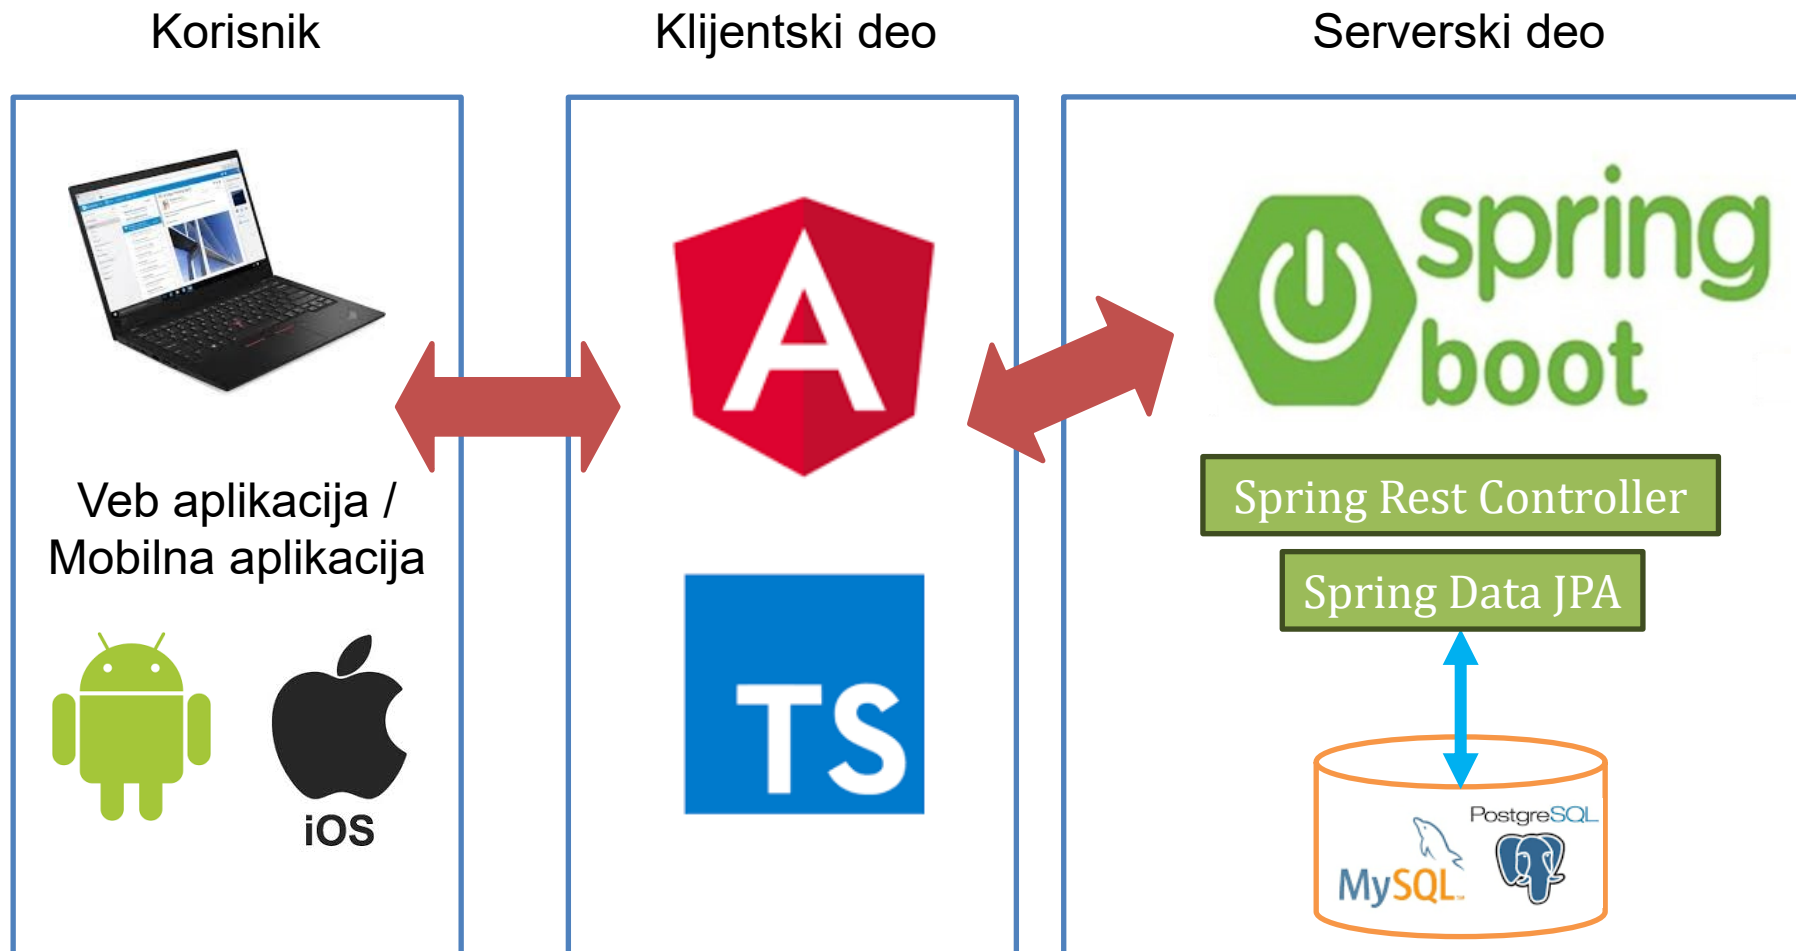 Korisnik
Klijentski deo
Serverski deo
Veb aplikacija /
Mobilna aplikacija
iOS
A
TS
spring
boot
Spring Rest Controller
Spring Data JPA
PostgreSQL
MySQL